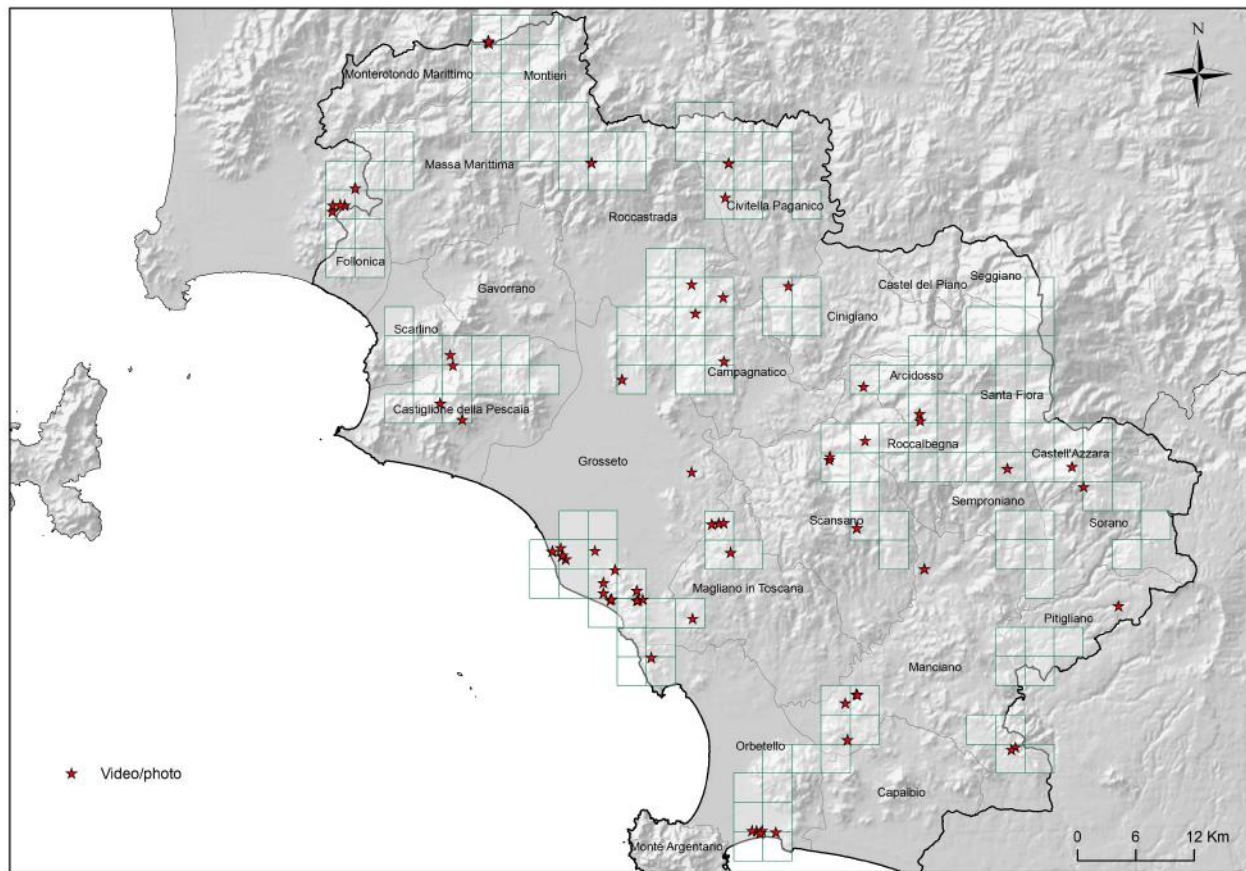 N
Monterotondo Marittimo
Montieri
Massa Marittima
Roccastrada
Civitella Paganico
Follonica
Gavorrano
Castel del Piano
Seggiano
Scarlino
Cinigiano
Campagnatico
Arcidosso
Santa Fiora
Castiglione della Pescaia
Roccalbegna
Castell'Azzara
Grosseto
Semproniano
Scansano
Sorano
Magliano in Toscana
Pitigliano
Manciano
Orbetello
Video/photo
Capalbio
Monte Argentario
0 6 12 Km